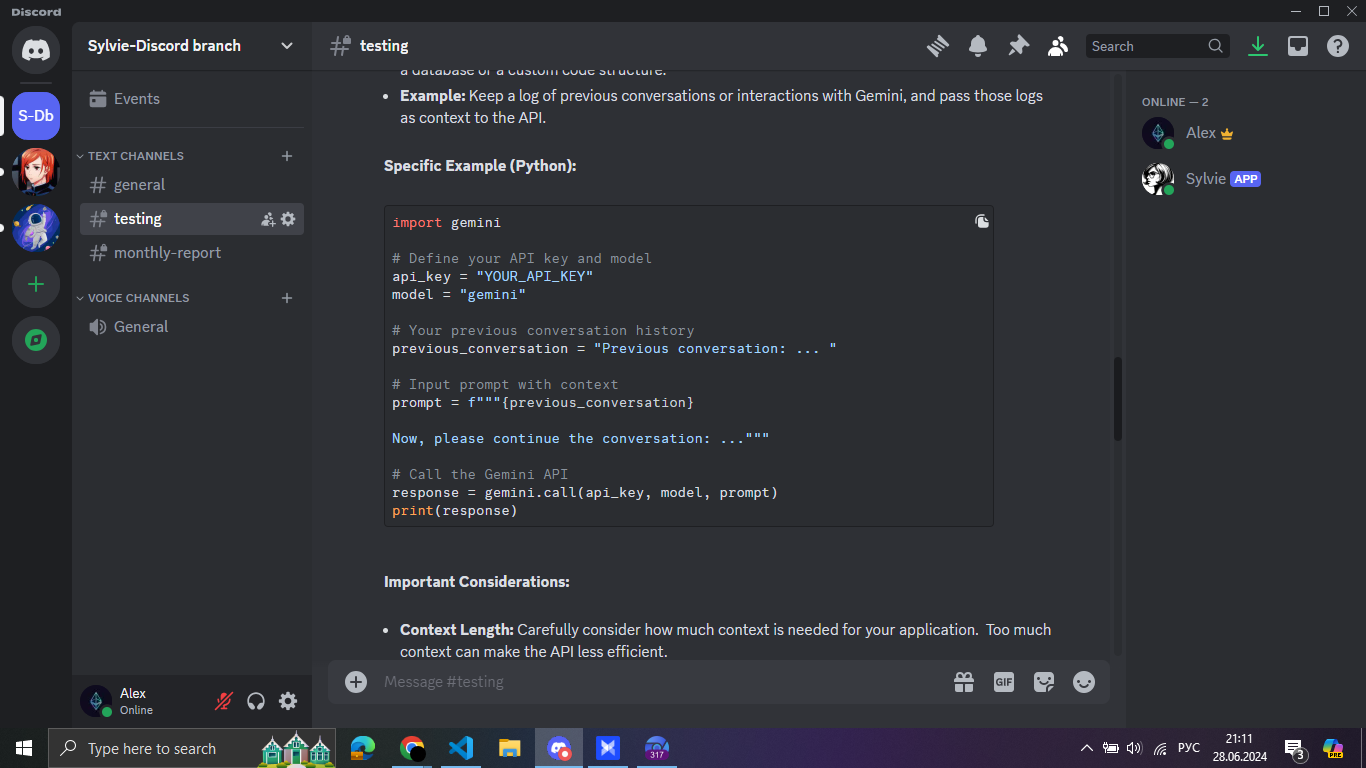 Discord
Sylvie-Discord branch
testing
Search
S-Db
Events
TEXT CHANNELS
general
testing
monthly-report
VOICE CHANNELS
General
a database or a custom code structure.
• Example: Keep a log of previous conversations or interactions with Gemini, and pass those logs
as context to the API.
Specific Example (Python):
import gemini
# Define your API key and model
api_key = "YOUR_API_KEY"
model = "gemini"
# Your previous conversation history
previous_conversation = "Previous conversation: ... "
# Input prompt with context
prompt = f"""{previous_conversation}
Now, please continue the conversation: ..."""
# Call the Gemini API
response = gemini.call(api_key, model, prompt)
print(response)
Important Considerations:
• Context Length: Carefully consider how much context is needed for your application.  Too much
context can make the API less efficient.
Message #testing
GIF
ONLINE — 2
Alex
Sylvie APP
Alex
Online
Type here to search
317
РУС
21:11
28.06.2024
3
PRE